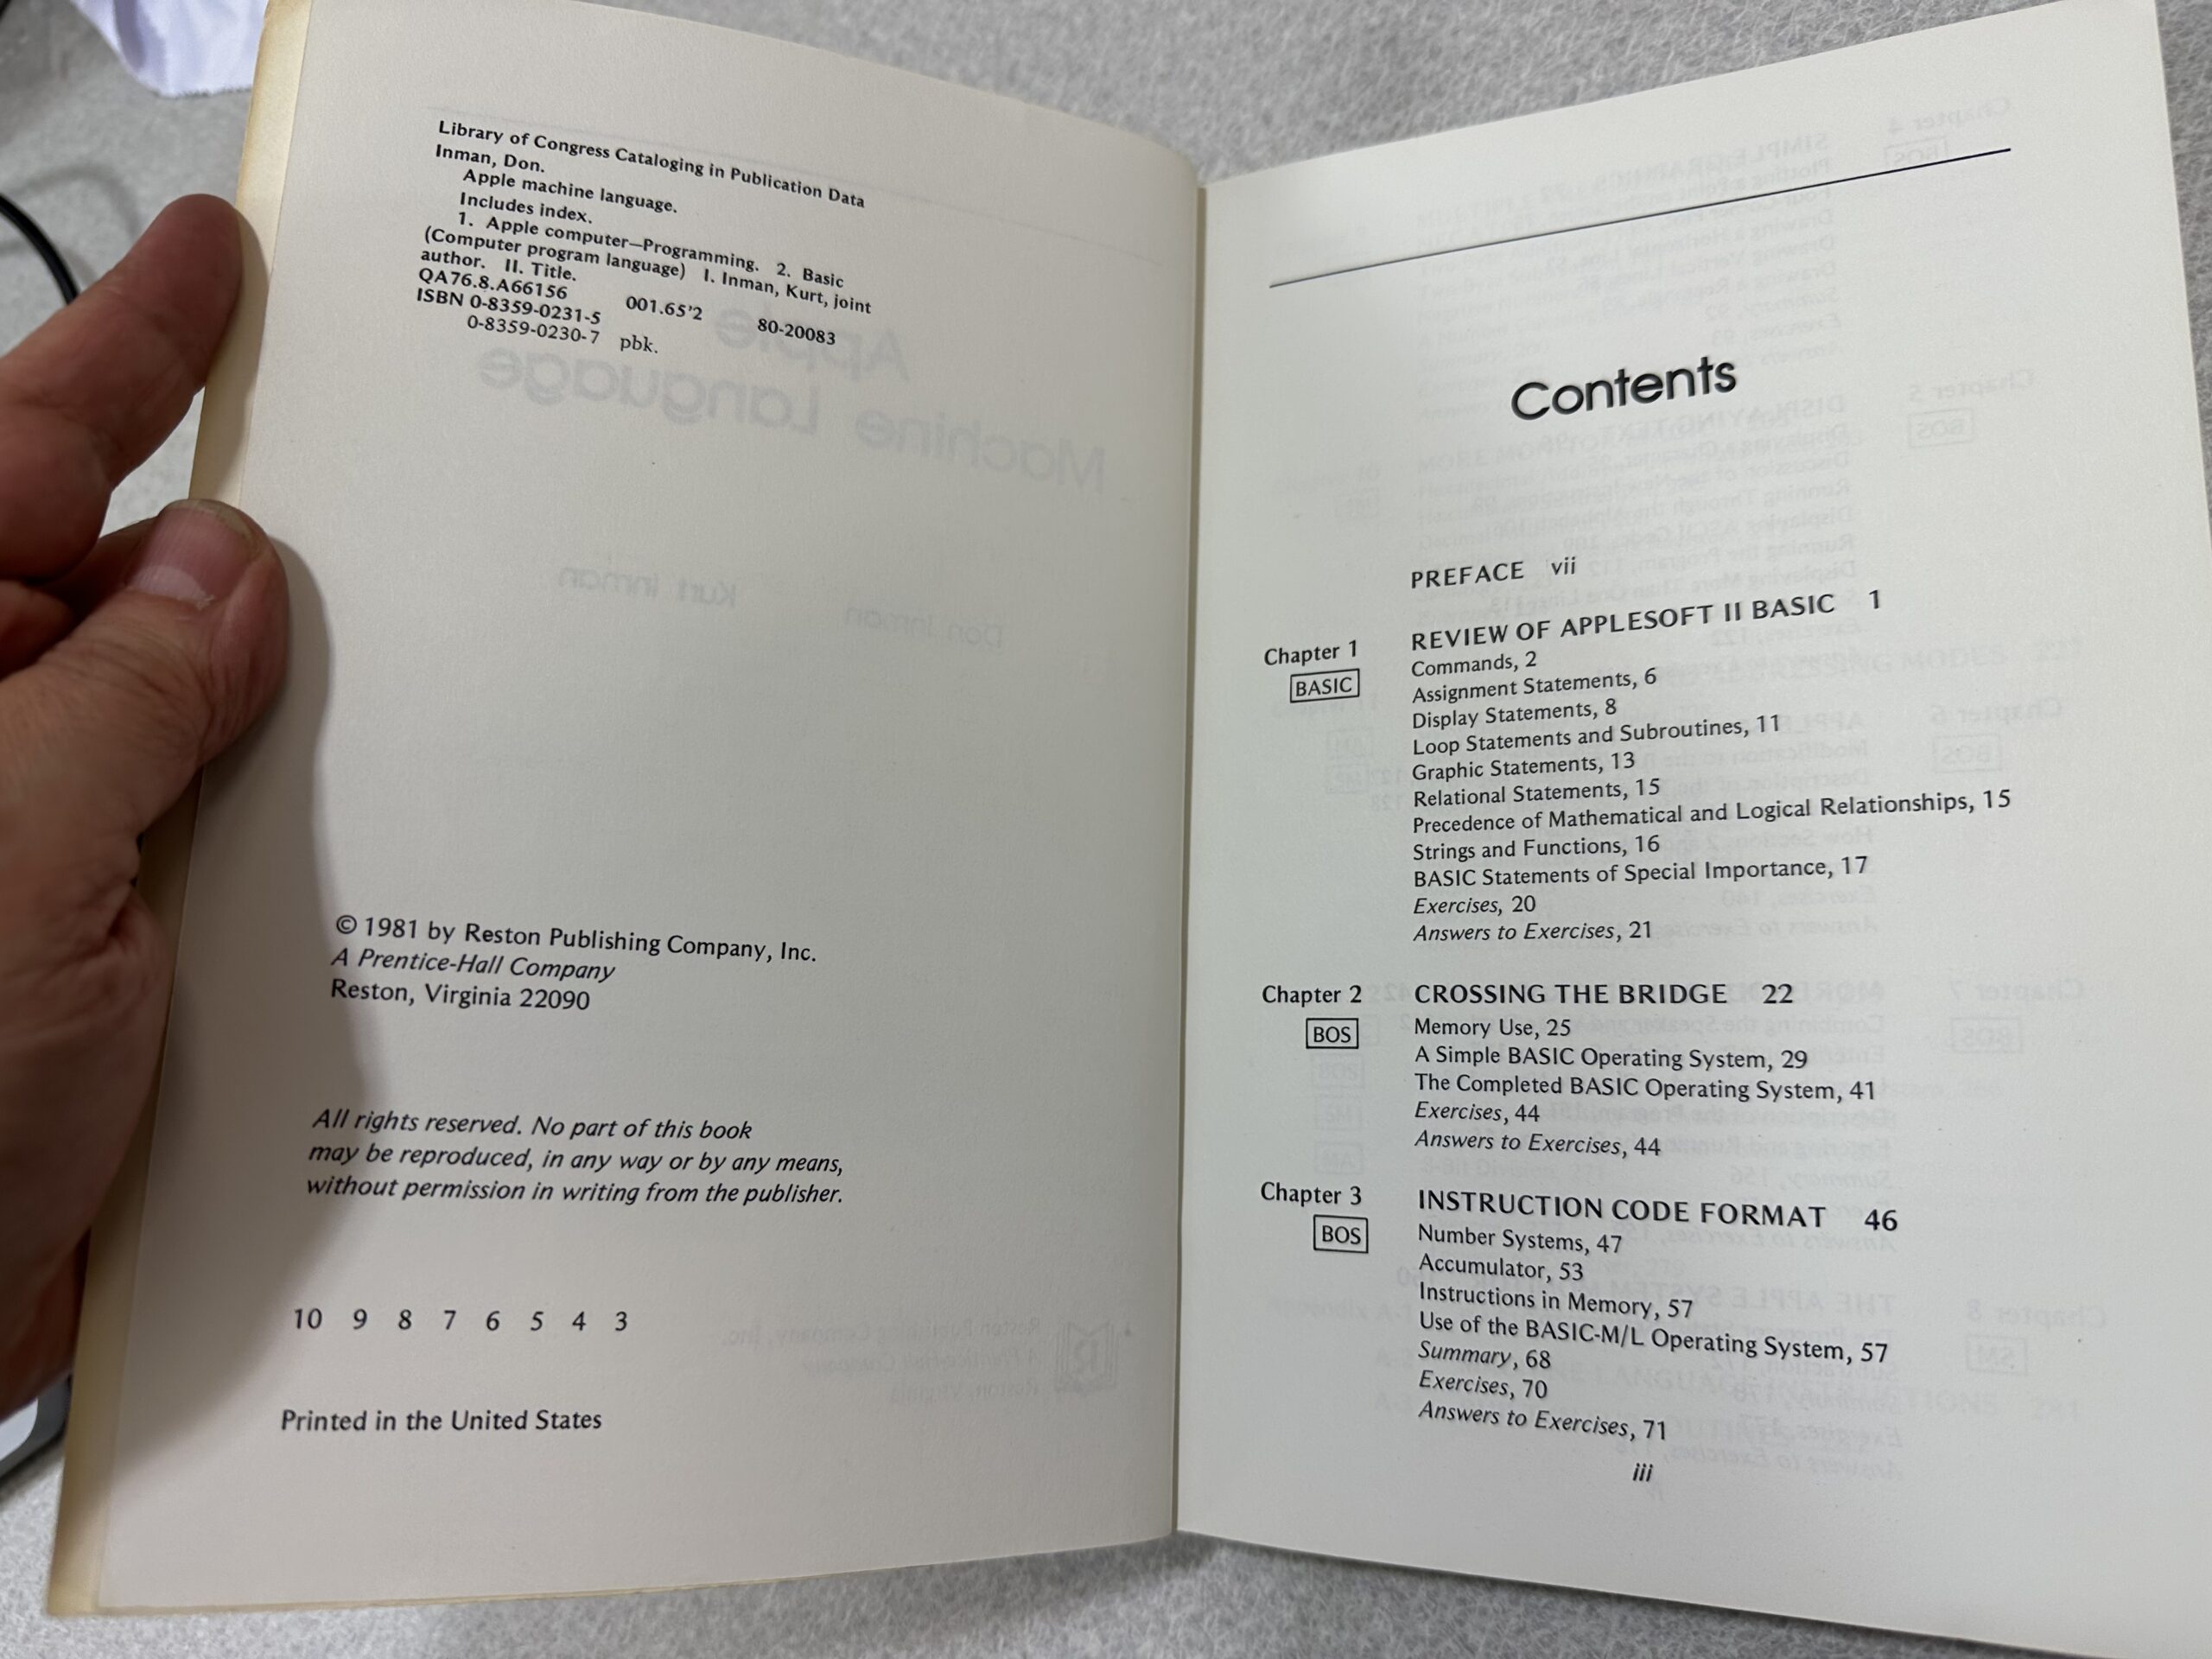 Library of Congress Cataloging in Publication Data
Inman, Don.
Apple machine language.
Includes index.
1. Apple computer—Programming. 2. Basic
(Computer program language) I. Inman, Kurt, joint
author. II. Title.
QA76.8.A66156 001.65'2 80-20083
ISBN 0-8359-0231-5
0-8359-0230-7 pbk.
© 1981 by Reston Publishing Company, Inc.
A Prentice-Hall Company
Reston, Virginia 22090
All rights reserved. No part of this book
may be reproduced, in any way or by any means,
without permission in writing from the publisher.
10 9 8 7 6 5 4 3
Printed in the United States
Contents
PREFACE vii
Chapter 1 REVIEW OF APPLESOFT II BASIC 1
BASIC
Commands, 2
Assignment Statements, 6
Display Statements, 8
Loop Statements and Subroutines, 11
Graphic Statements, 13
Relational Statements, 15
Precedence of Mathematical and Logical Relationships, 15
Strings and Functions, 16
BASIC Statements of Special Importance, 17
Exercises, 20
Answers to Exercises, 21
Chapter 2 CROSSING THE BRIDGE 22
BOS
Memory Use, 25
A Simple BASIC Operating System, 29
The Completed BASIC Operating System, 41
Exercises, 44
Answers to Exercises, 44
Chapter 3 INSTRUCTION CODE FORMAT 46
BOS
Number Systems, 47
Accumulator, 53
Instructions in Memory, 57
Use of the BASIC-M/L Operating System, 57
Summary, 68
Exercises, 70
Answers to Exercises, 71
iii